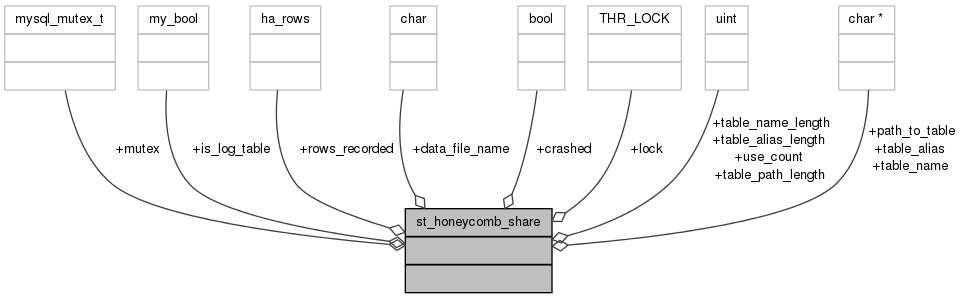 mysql_mutex_t
my_bool
ha_rows
char
bool
THR_LOCK
uint
char *
+mutex
+is_log_table
+rows_recorded
+data_file_name
+crashed
+lock
+table_name_length
+table_alias_length
+use_count
+table_path_length
+path_to_table
+table_alias
+table_name
st_honeycomb_share